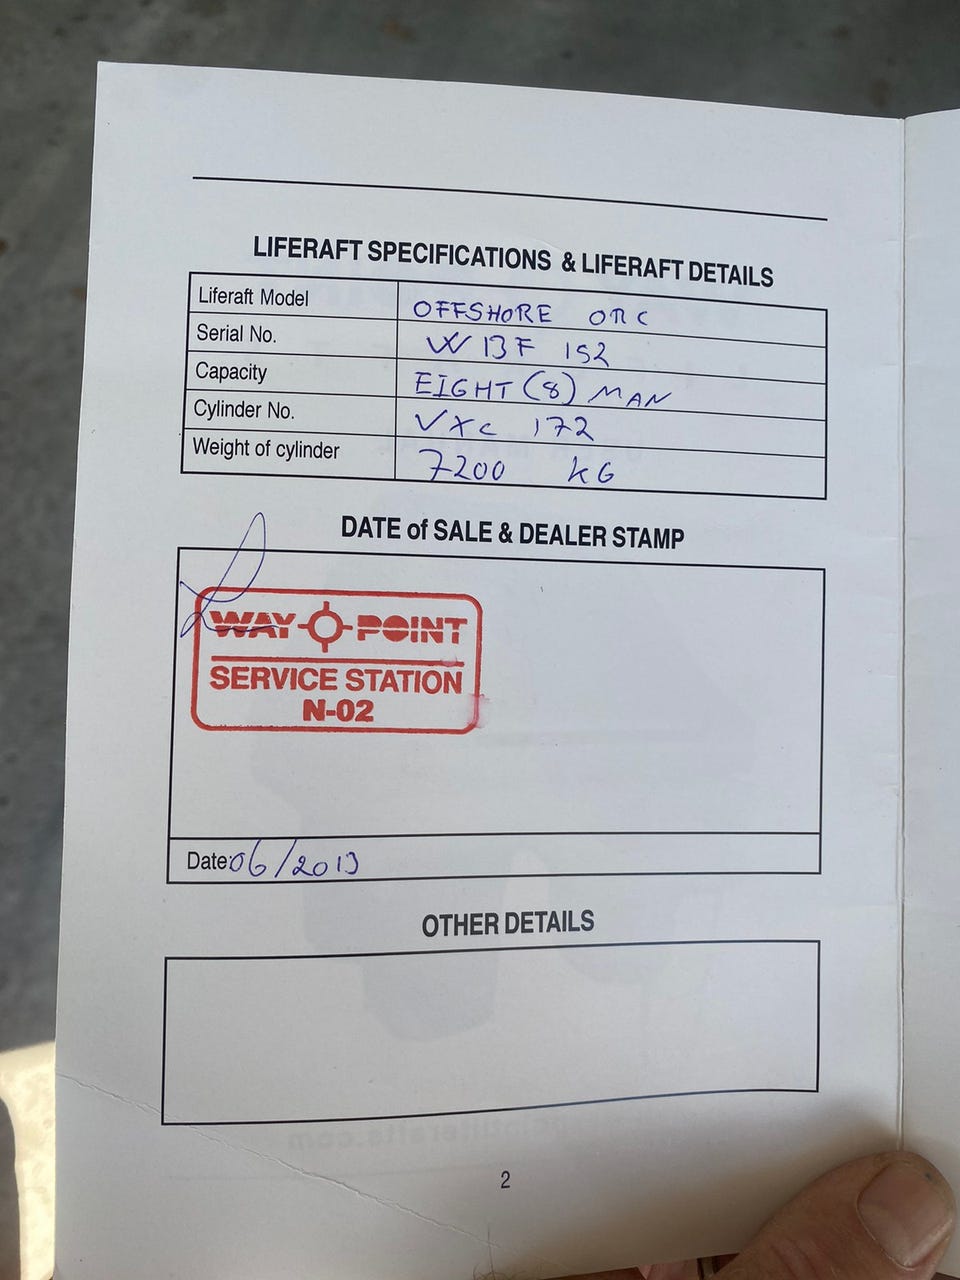 LIFERAFT SPECIFICATIONS & LIFERAFT DETAILS
Liferaft Model OFFSHORE ORC
Serial No. WBF 152
Capacity EIGHT (8) MAN
Cylinder No. VXC 172
Weight of cylinder 7200 KG
DATE of SALE & DEALER STAMP
WAY POINT
SERVICE STATION
N-02
Date: 06/2013
OTHER DETAILS
2